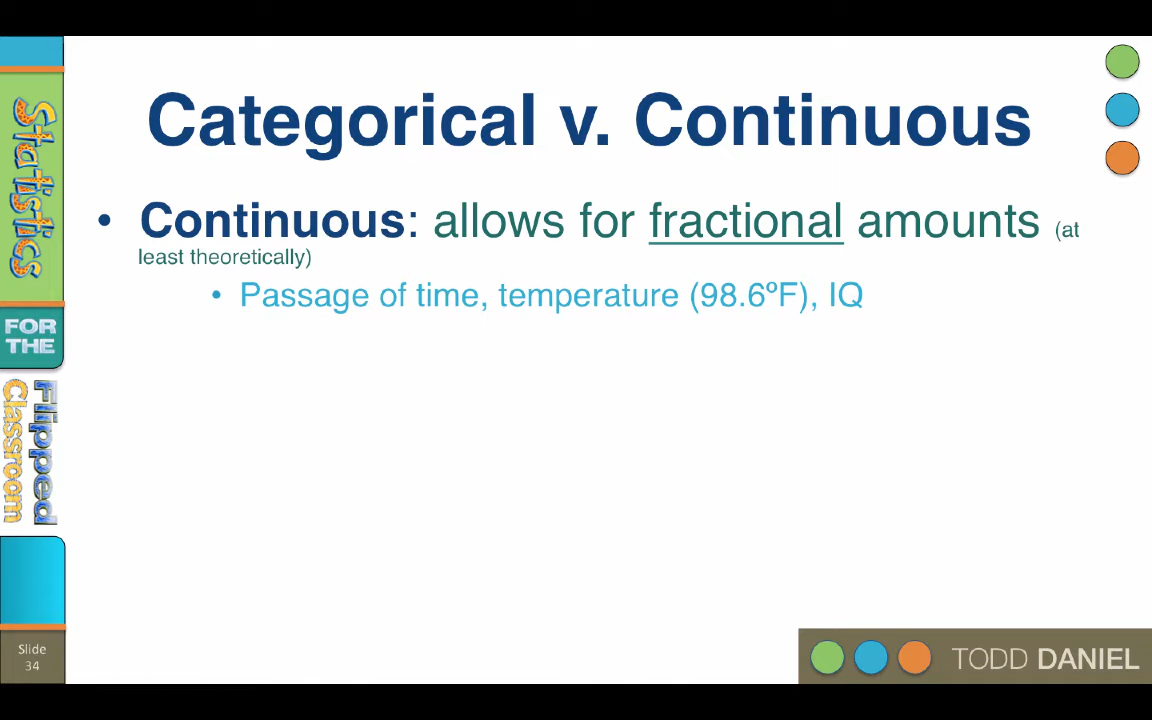 Categorical v. Continuous
• Continuous: allows for fractional amounts (at
least theoretically)
• Passage of time, temperature (98.6ºF), IQ
Statistics
FOR
THE
Flipped
Classroom
Slide
34
TODD DANIEL